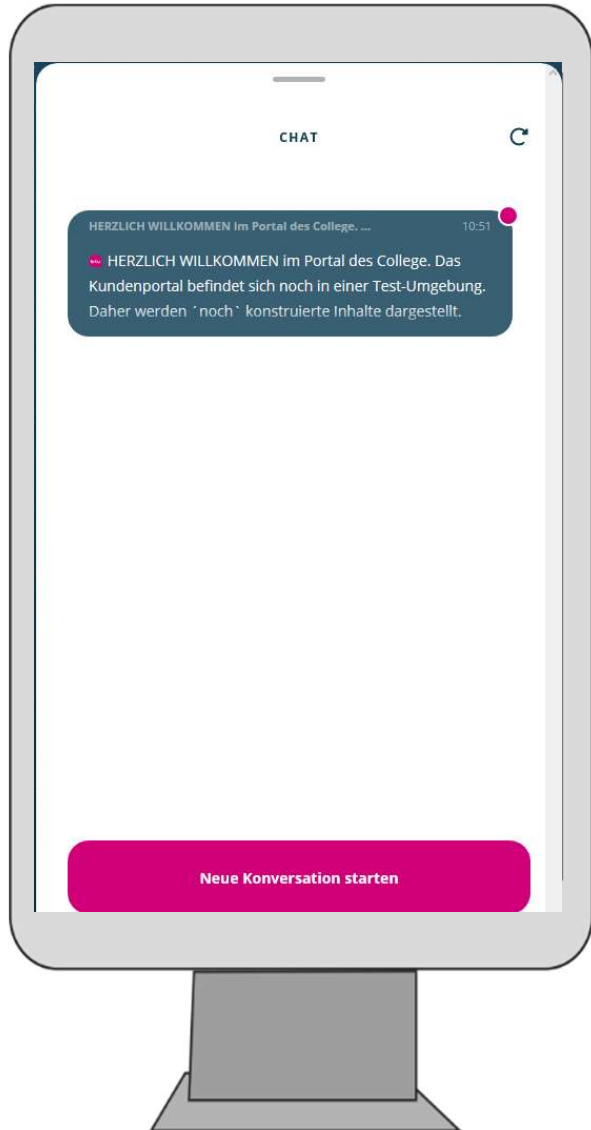 CHAT
HERZLICH WILLKOMMEN Im Portal des College. ... 10:51
HERZLICH WILLKOMMEN im Portal des College. Das
Kundenportal befindet sich noch in einer Test-Umgebung.
Daher werden ´noch` konstruierte Inhalte dargestellt.
Neue Konversation starten